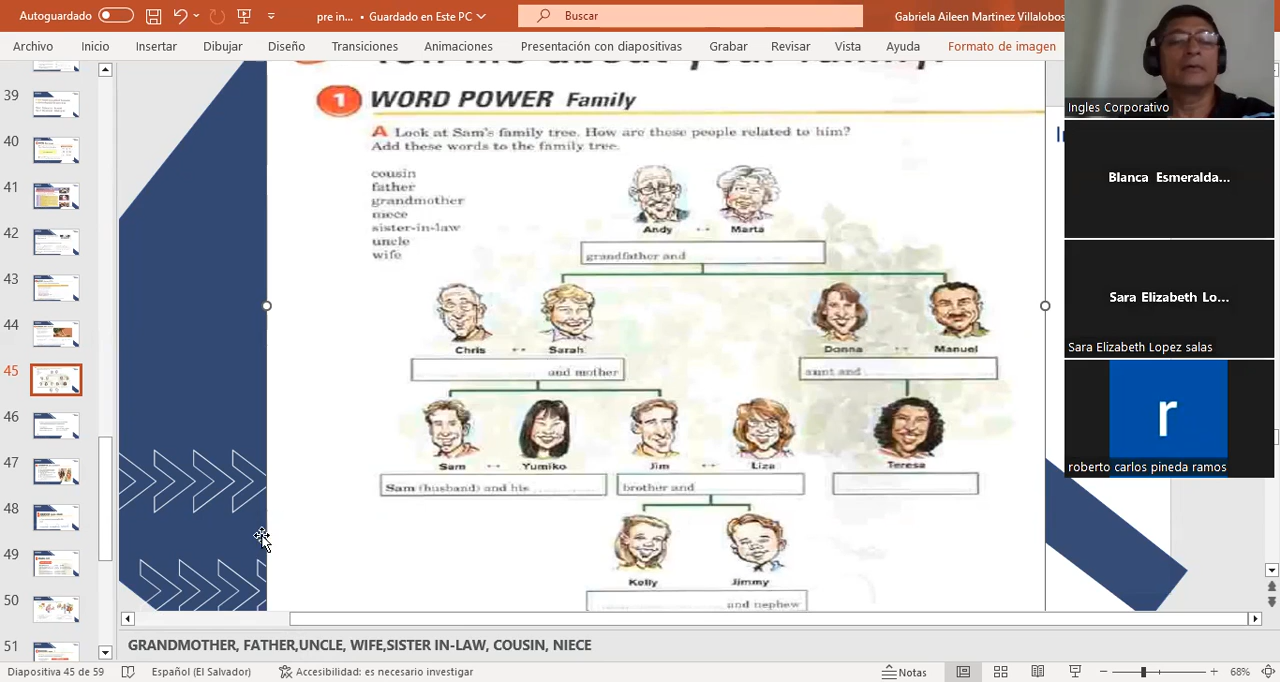 Autoguardado
pre in... • Guardado en Este PC
Buscar
Gabriela Aileen Martinez Villalobos
Archivo Inicio Insertar Dibujar Diseño Transiciones Animaciones Presentación con diapositivas Grabar Revisar Vista Ayuda Formato de imagen
Ingles Corporativo
Blanca Esmeralda...
Sara Elizabeth Lo...
Sara Elizabeth Lopez salas
r
roberto carlos pineda ramos
39
40
41
42
43
44
45
46
47
48
49
50
51
about your family.
1 WORD POWER Family
A Look at Sam's family tree. How are these people related to him?
Add these words to the family tree.
cousin
father
grandmother
niece
sister-in-law
uncle
wife
Andy Marta
grandfather and
Chris Sarah Donna Manuel
and mother aunt and
Sam Yumiko Jim Liza Teresa
Sam (husband) and his brother and
Kelly Jimmy
and nephew
GRANDMOTHER, FATHER,UNCLE, WIFE,SISTER IN-LAW, COUSIN, NIECE
Diapositiva 45 de 59 Español (El Salvador) Accesibilidad: es necesario investigar Notas 68%